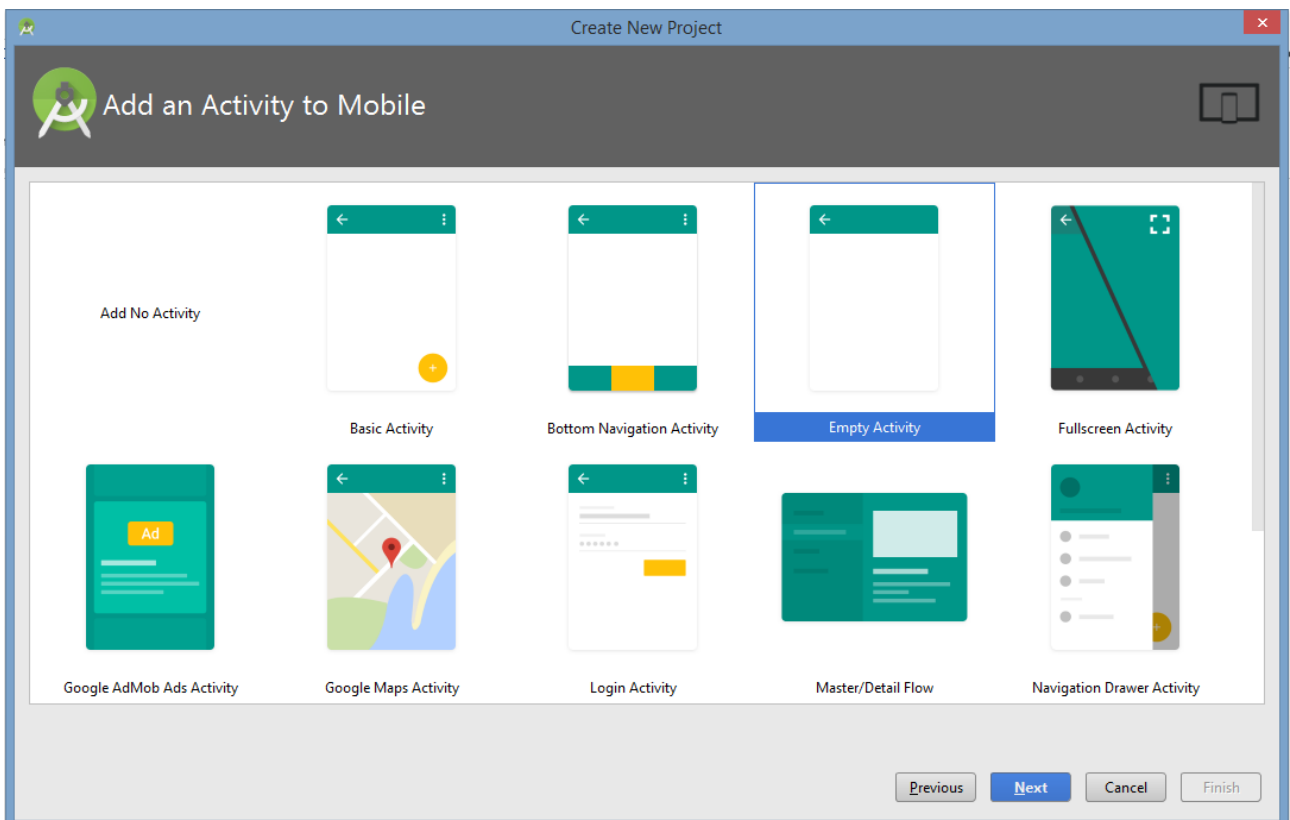 Create New Project
Add an Activity to Mobile
Add No Activity
Basic Activity
Bottom Navigation Activity
Empty Activity
Fullscreen Activity
Ad
Google AdMob Ads Activity
Google Maps Activity
Login Activity
Master/Detail Flow
Navigation Drawer Activity
Previous
Next
Cancel
Finish